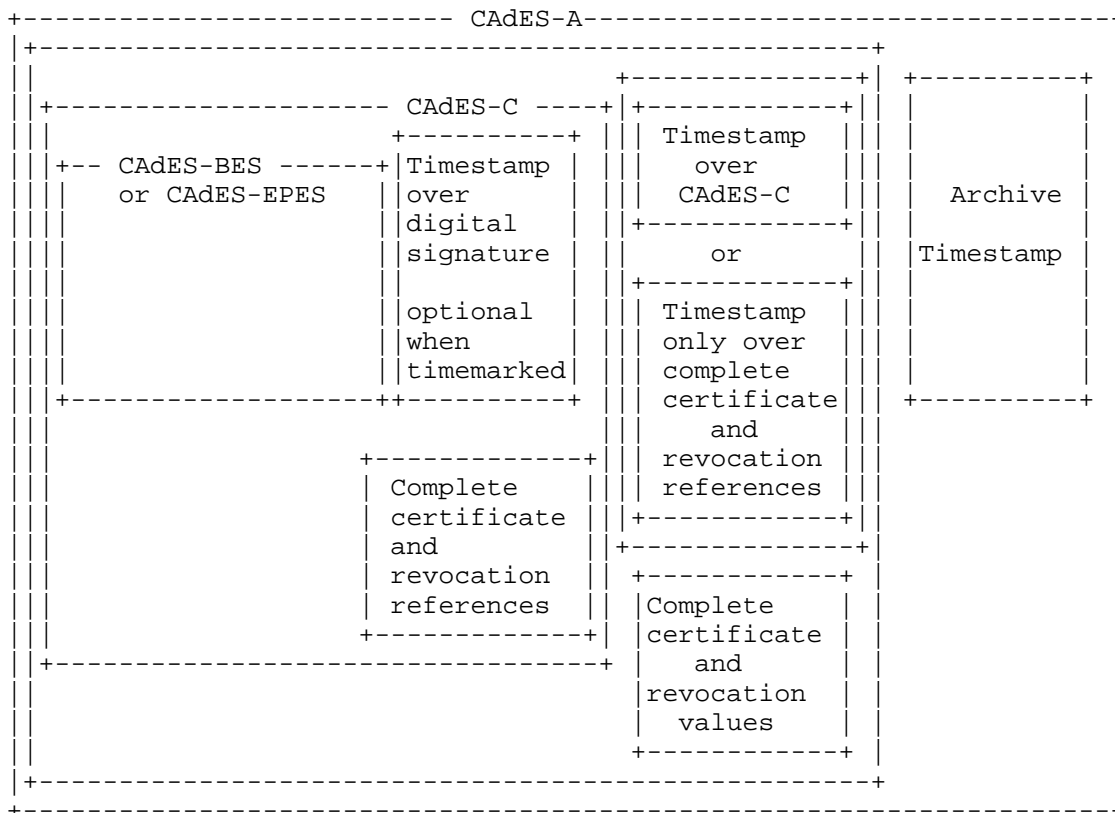 CAdES-A
CAdES-C
CAdES-BES
or CAdES-EPES
Timestamp
over
digital
signature
optional
when
timemarked
Complete
certificate
and
revocation
references
Timestamp
over
CAdES-C
or
Timestamp
only over
complete
certificate
and
revocation
references
Complete
certificate
and
revocation
values
Archive
Timestamp